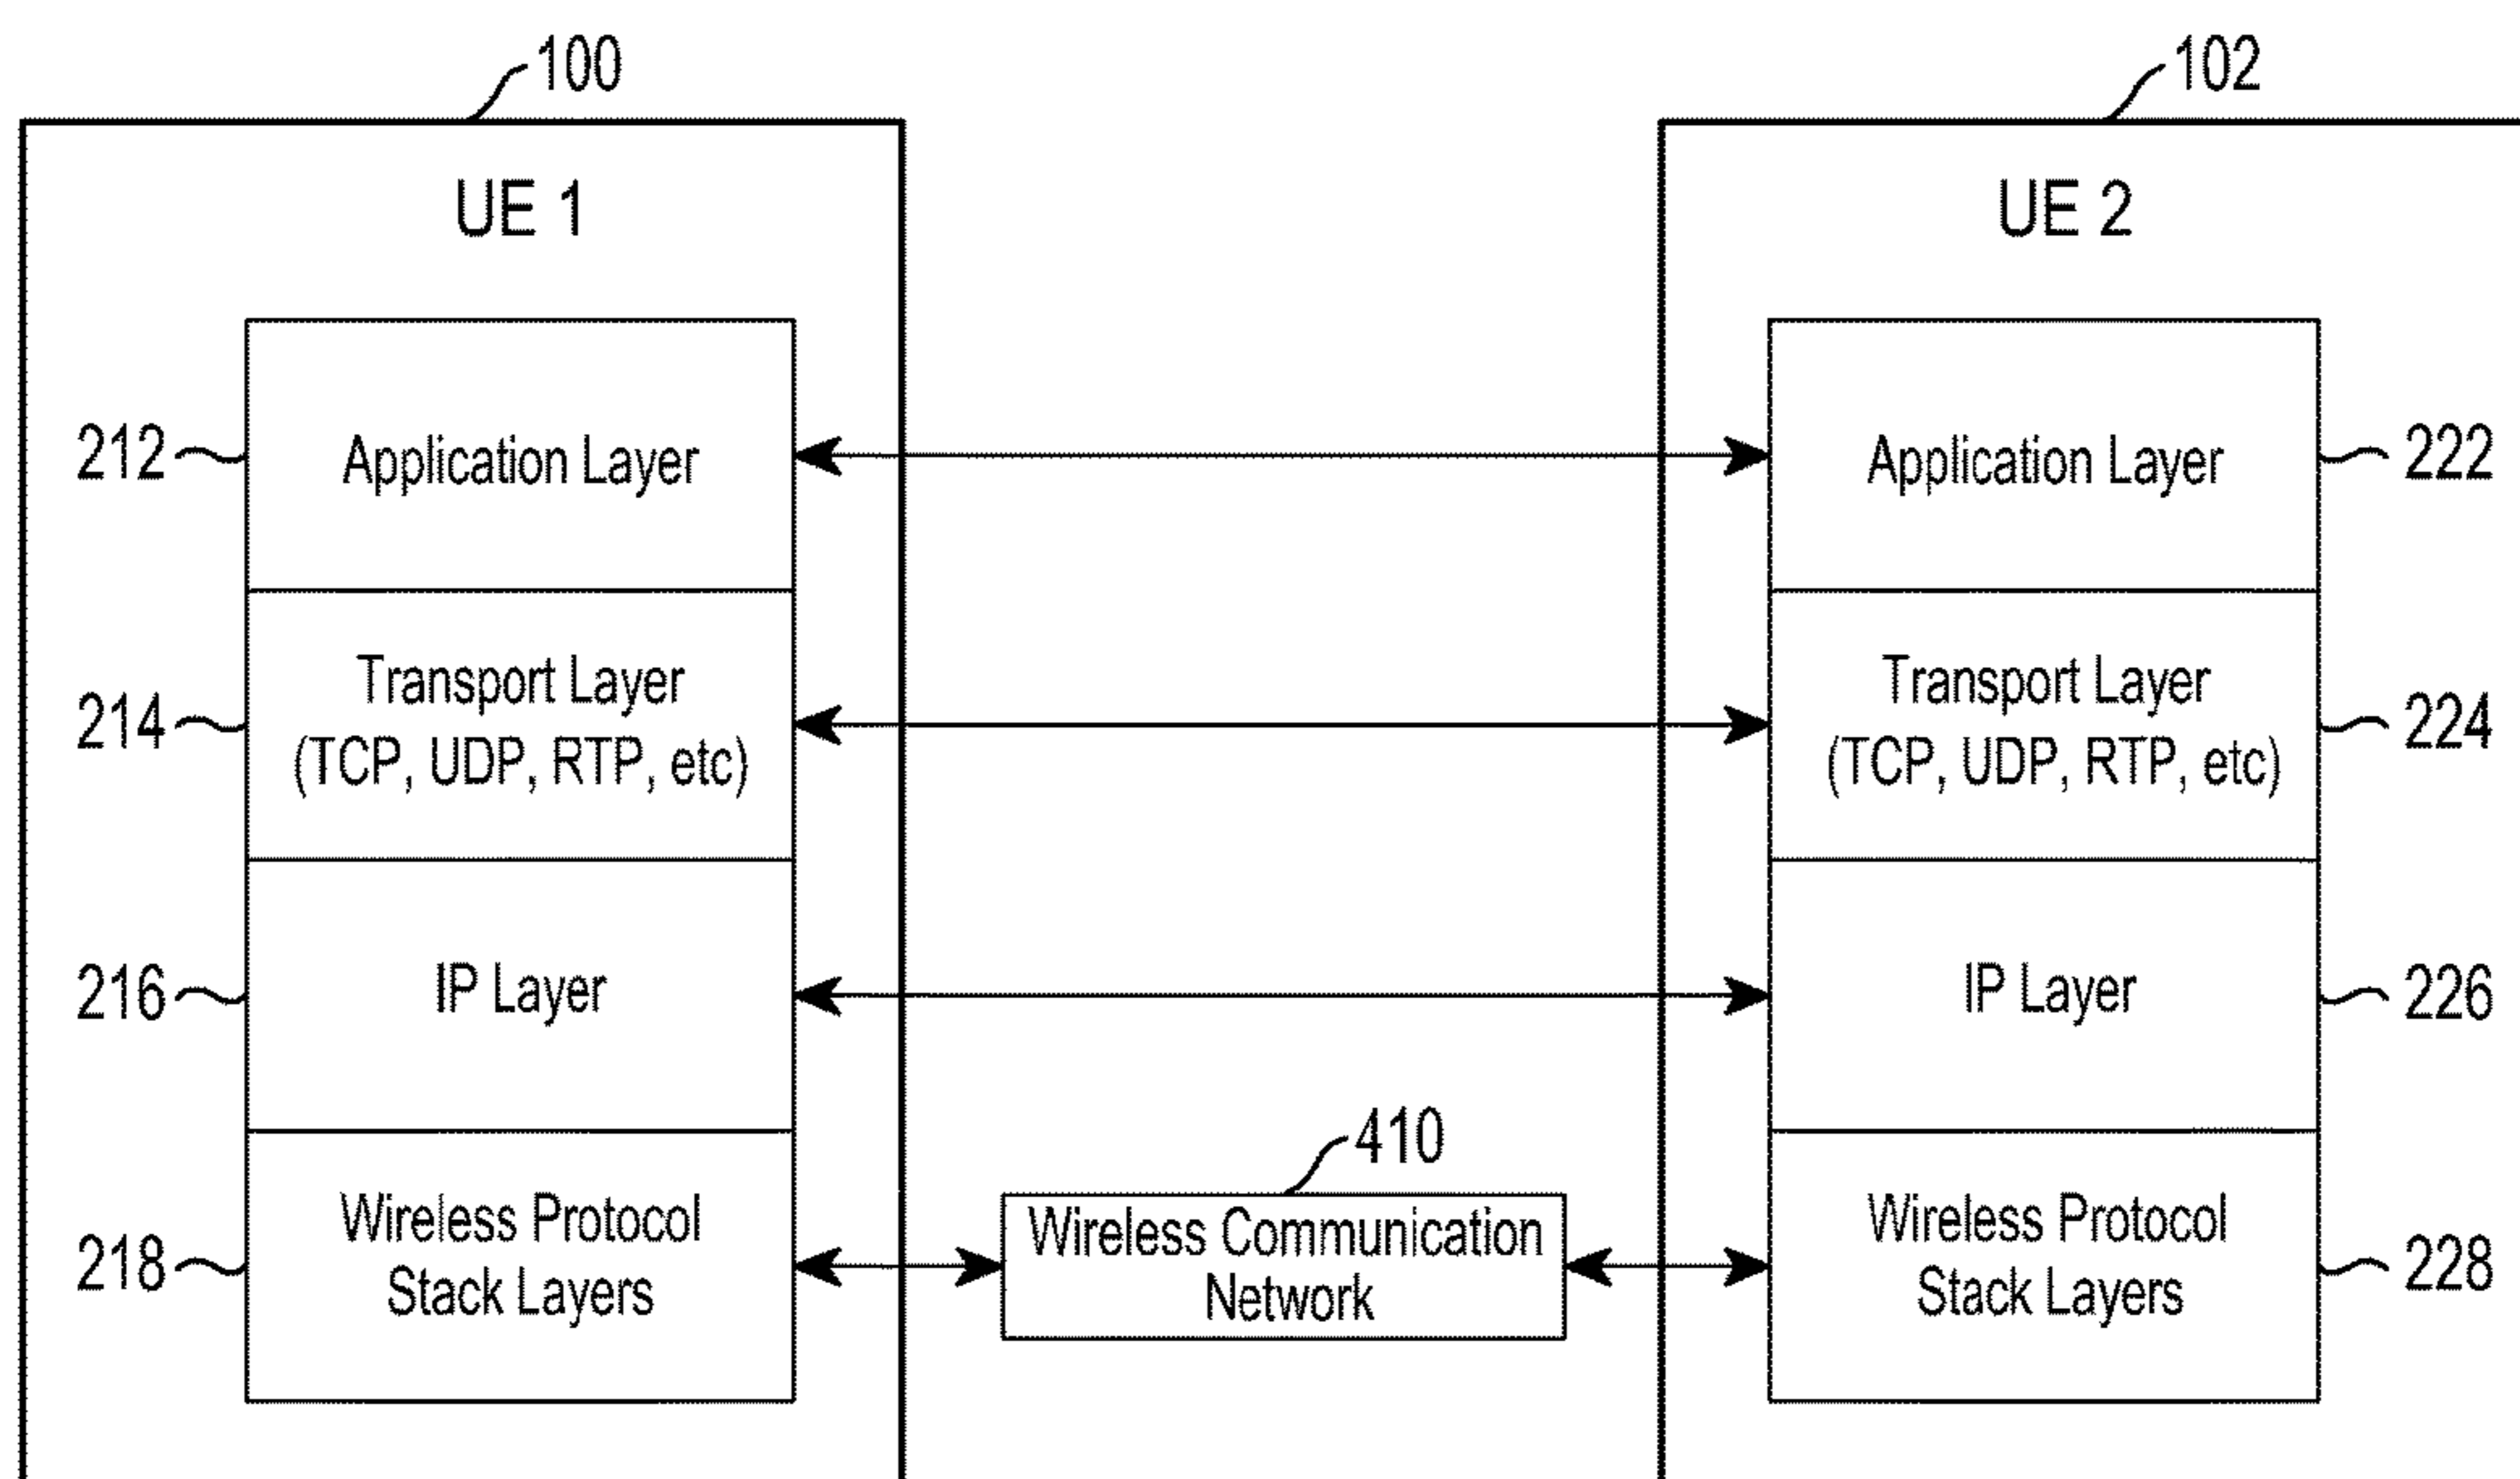 100
102
UE 1
UE 2
212
Application Layer
Application Layer
222
214
Transport Layer
(TCP, UDP, RTP, etc)
Transport Layer
(TCP, UDP, RTP, etc)
224
216
IP Layer
IP Layer
226
410
218
Wireless Protocol
Stack Layers
Wireless Communication
Network
Wireless Protocol
Stack Layers
228